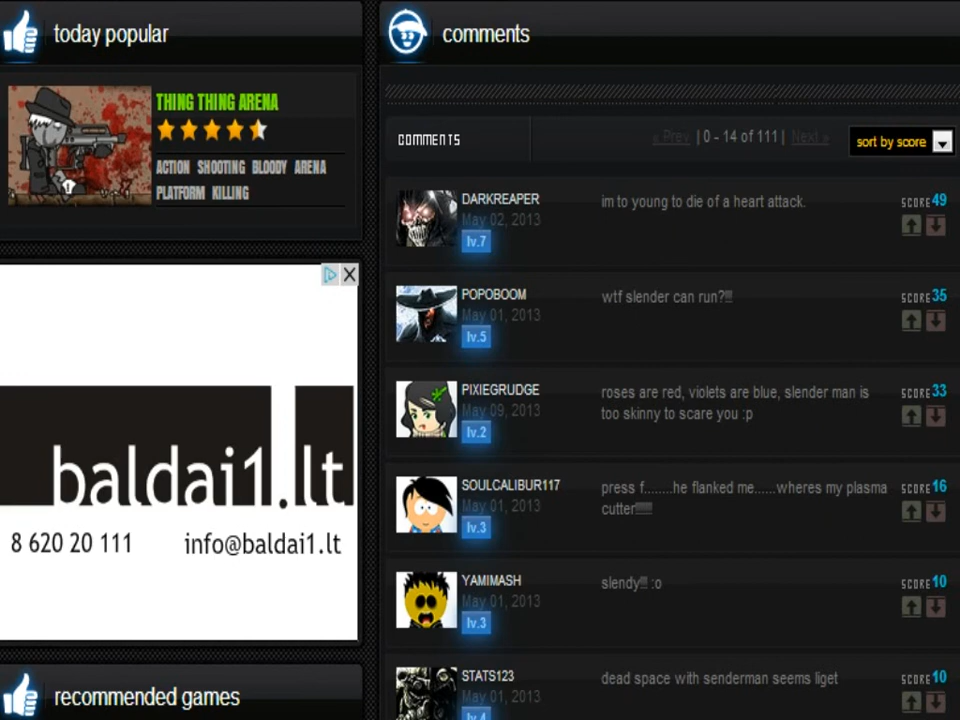 today popular
THING THING ARENA
ACTION SHOOTING BLOODY ARENA
PLATFORM KILLING
baldai1.lt
8 620 20 111 info@baldai1.lt
recommended games
comments
COMMENTS
« Prev | 0 - 14 of 111 | Next »
sort by score
DARKREAPER
May 02, 2013
lv.7
im to young to die of a heart attack.
SCORE 49
POPOBOOM
May 01, 2013
lv.5
wtf slender can run?!!!
SCORE 35
PIXIEGRUDGE
May 09, 2013
lv.2
roses are red, violets are blue, slender man is
too skinny to scare you :p
SCORE 33
SOULCALIBUR117
May 01, 2013
lv.3
press f........he flanked me......wheres my plasma
cutter!!!!!
SCORE 16
YAMIMASH
May 01, 2013
lv.3
slendy!!! :o
SCORE 10
STATS123
May 01, 2013
lv.4
dead space with senderman seems liget
SCORE 10